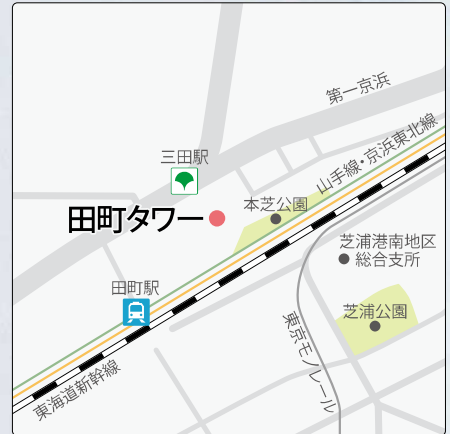 第一京浜
山手線・京浜東北線
三田駅
本芝公園
田町タワー
芝浦港南地区
総合支所
田町駅
芝浦公園
東京モノレール
東海道新幹線